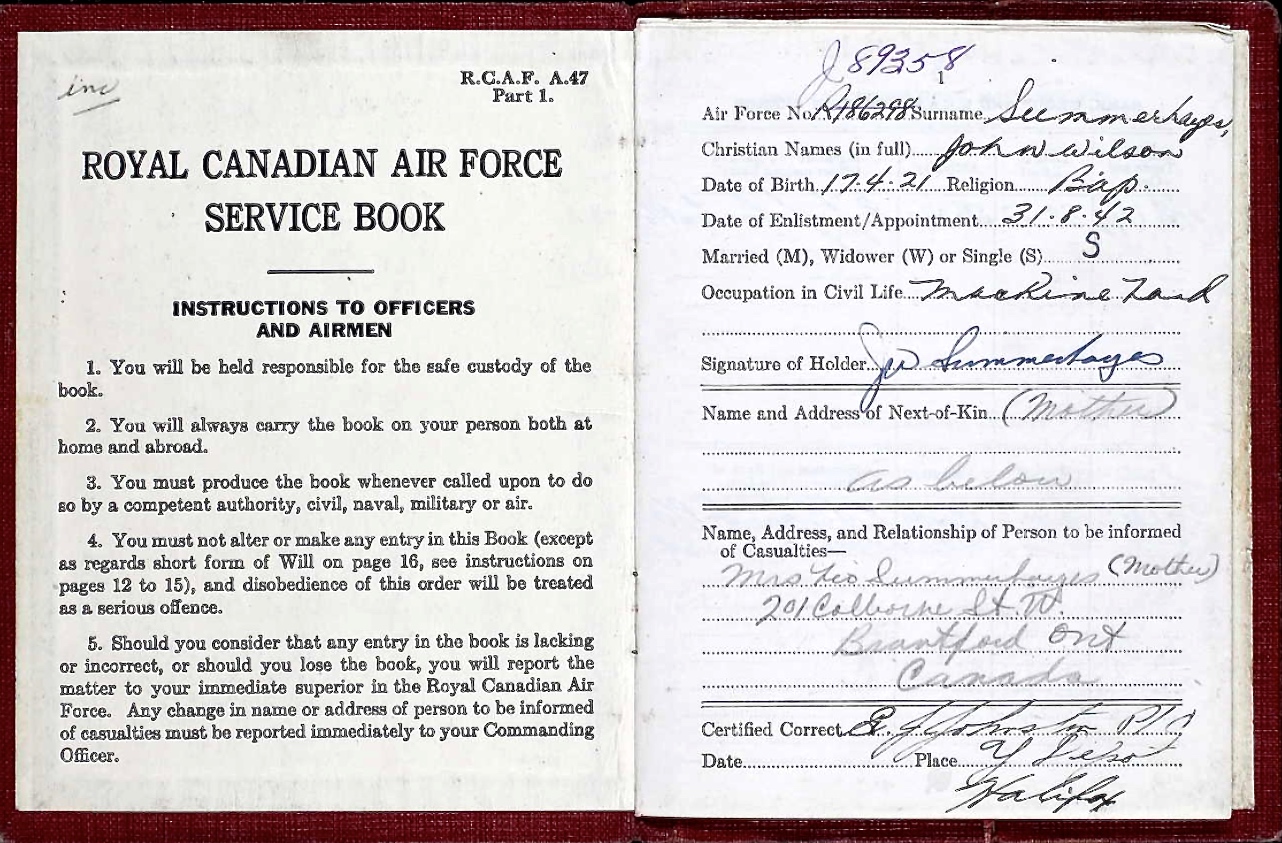 inc
R.C.A.F. A.47
Part 1.
ROYAL CANADIAN AIR FORCE
SERVICE BOOK
INSTRUCTIONS TO OFFICERS
AND AIRMEN
1. You will be held responsible for the safe custody of the
book.
2. You will always carry the book on your person both at
home and abroad.
3. You must produce the book whenever called upon to do
so by a competent authority, civil, naval, military or air.
4. You must not alter or make any entry in this Book (except
as regards short form of Will on page 16, see instructions on
pages 12 to 15), and disobedience of this order will be treated
as a serious offence.
5. Should you consider that any entry in the book is lacking
or incorrect, or should you lose the book, you will report the
matter to your immediate superior in the Royal Canadian Air
Force. Any change in name or address of person to be informed
of casualties must be reported immediately to your Commanding
Officer.
J 89358
1
Air Force No. R186298 Surname Summerhayes,
Christian Names (in full) John Wilson
Date of Birth 17.4.21 Religion Bap.
Date of Enlistment/Appointment 31.8.42
Married (M), Widower (W) or Single (S) S
Occupation in Civil Life Machine Hand
Signature of Holder JW Summerhayes
Name and Address of Next-of-Kin (Mother)
as below
Name, Address, and Relationship of Person to be informed
of Casualties—
Mrs Leo Summerhayes (Mother)
201 Colborne St. W.
Brantford Ont
Canada
Certified Correct Johnston P/O
Date Place Y Depot
Halifax